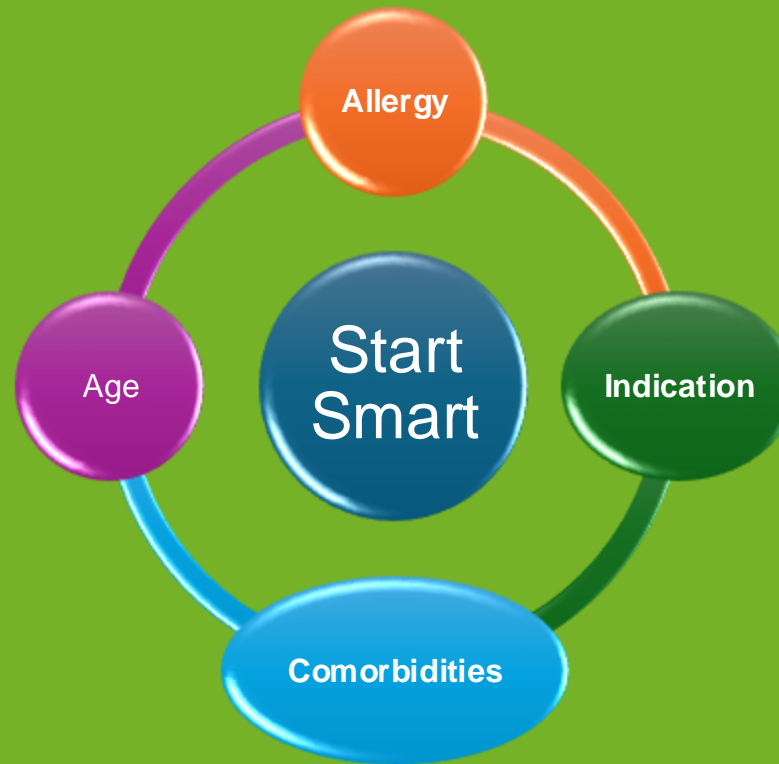 Allergy
Age
Start
Smart
Indication
Comorbidities